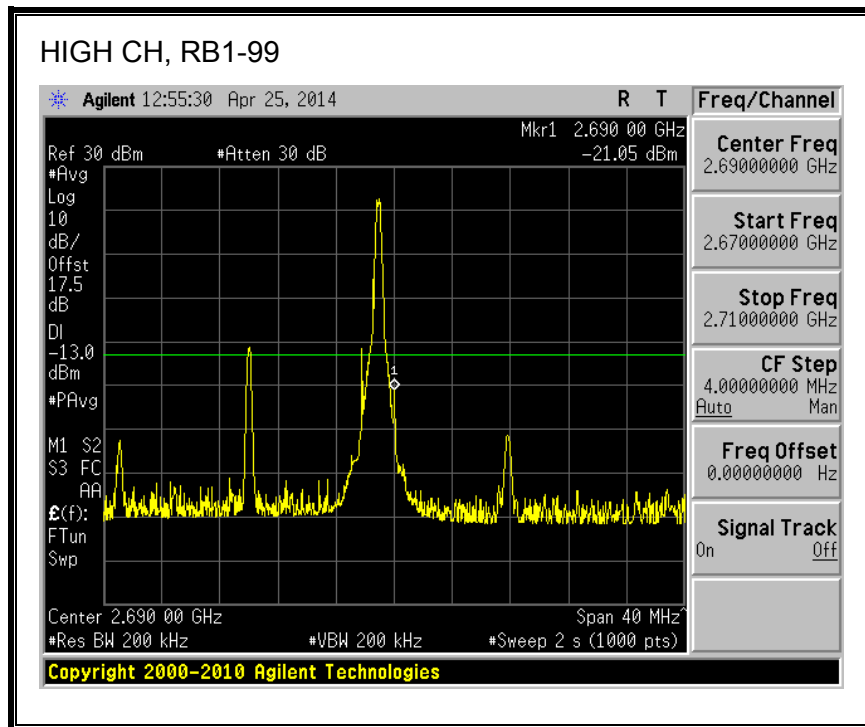 HIGH CH, RB1-99
Agilent 12:55:30 Apr 25, 2014 R T
Mkr1 2.690 00 GHz
Ref 30 dBm #Atten 30 dB -21.05 dBm
#Avg
Log
10
dB/
Offst
17.5
dB
DI
-13.0
dBm
#PAvg
M1 S2
S3 FC
AA
£(f):
FTun
Swp
1
Center 2.690 00 GHz Span 40 MHz^
#Res BW 200 kHz #VBW 200 kHz #Sweep 2 s (1000 pts)
Copyright 2000-2010 Agilent Technologies
Freq/Channel
Center Freq
2.69000000 GHz
Start Freq
2.67000000 GHz
Stop Freq
2.71000000 GHz
CF Step
4.00000000 MHz
Auto Man
Freq Offset
0.00000000 Hz
Signal Track
On Off